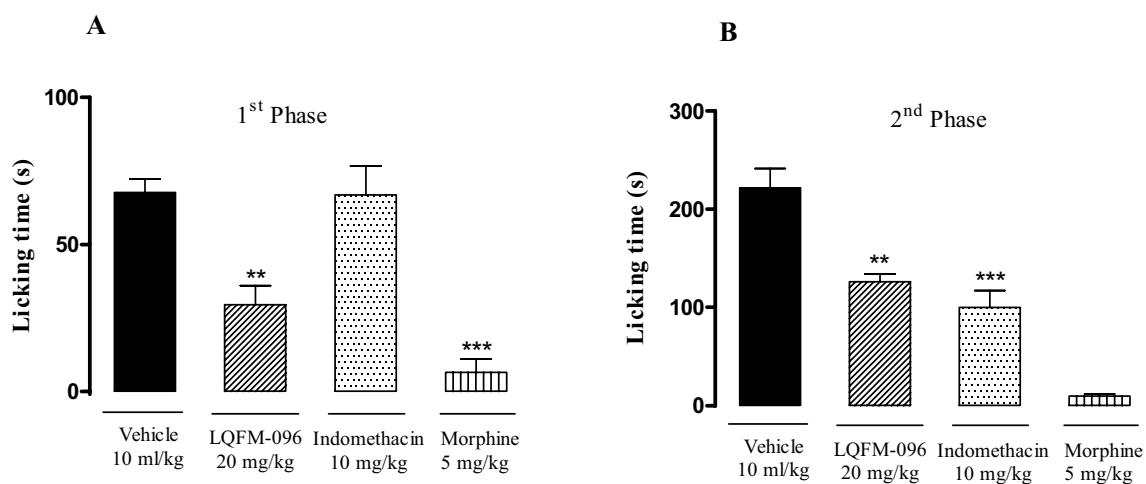 A
1st Phase
Licking time (s)
100
50
0
**
***
Vehicle
10 ml/kg
LQFM-096
20 mg/kg
Indomethacin
10 mg/kg
Morphine
5 mg/kg
B
2nd Phase
Licking time (s)
300
200
100
0
**
***
Vehicle
10 ml/kg
LQFM-096
20 mg/kg
Indomethacin
10 mg/kg
Morphine
5 mg/kg